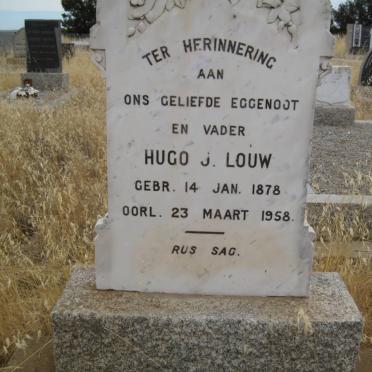 TER HERINNERING
AAN
ONS GELIEFDE EGGENOOT
EN VADER
HUGO J. LOUW
GEBR. 14 JAN. 1878
OORL. 23 MAART 1958.
RUS SAG.